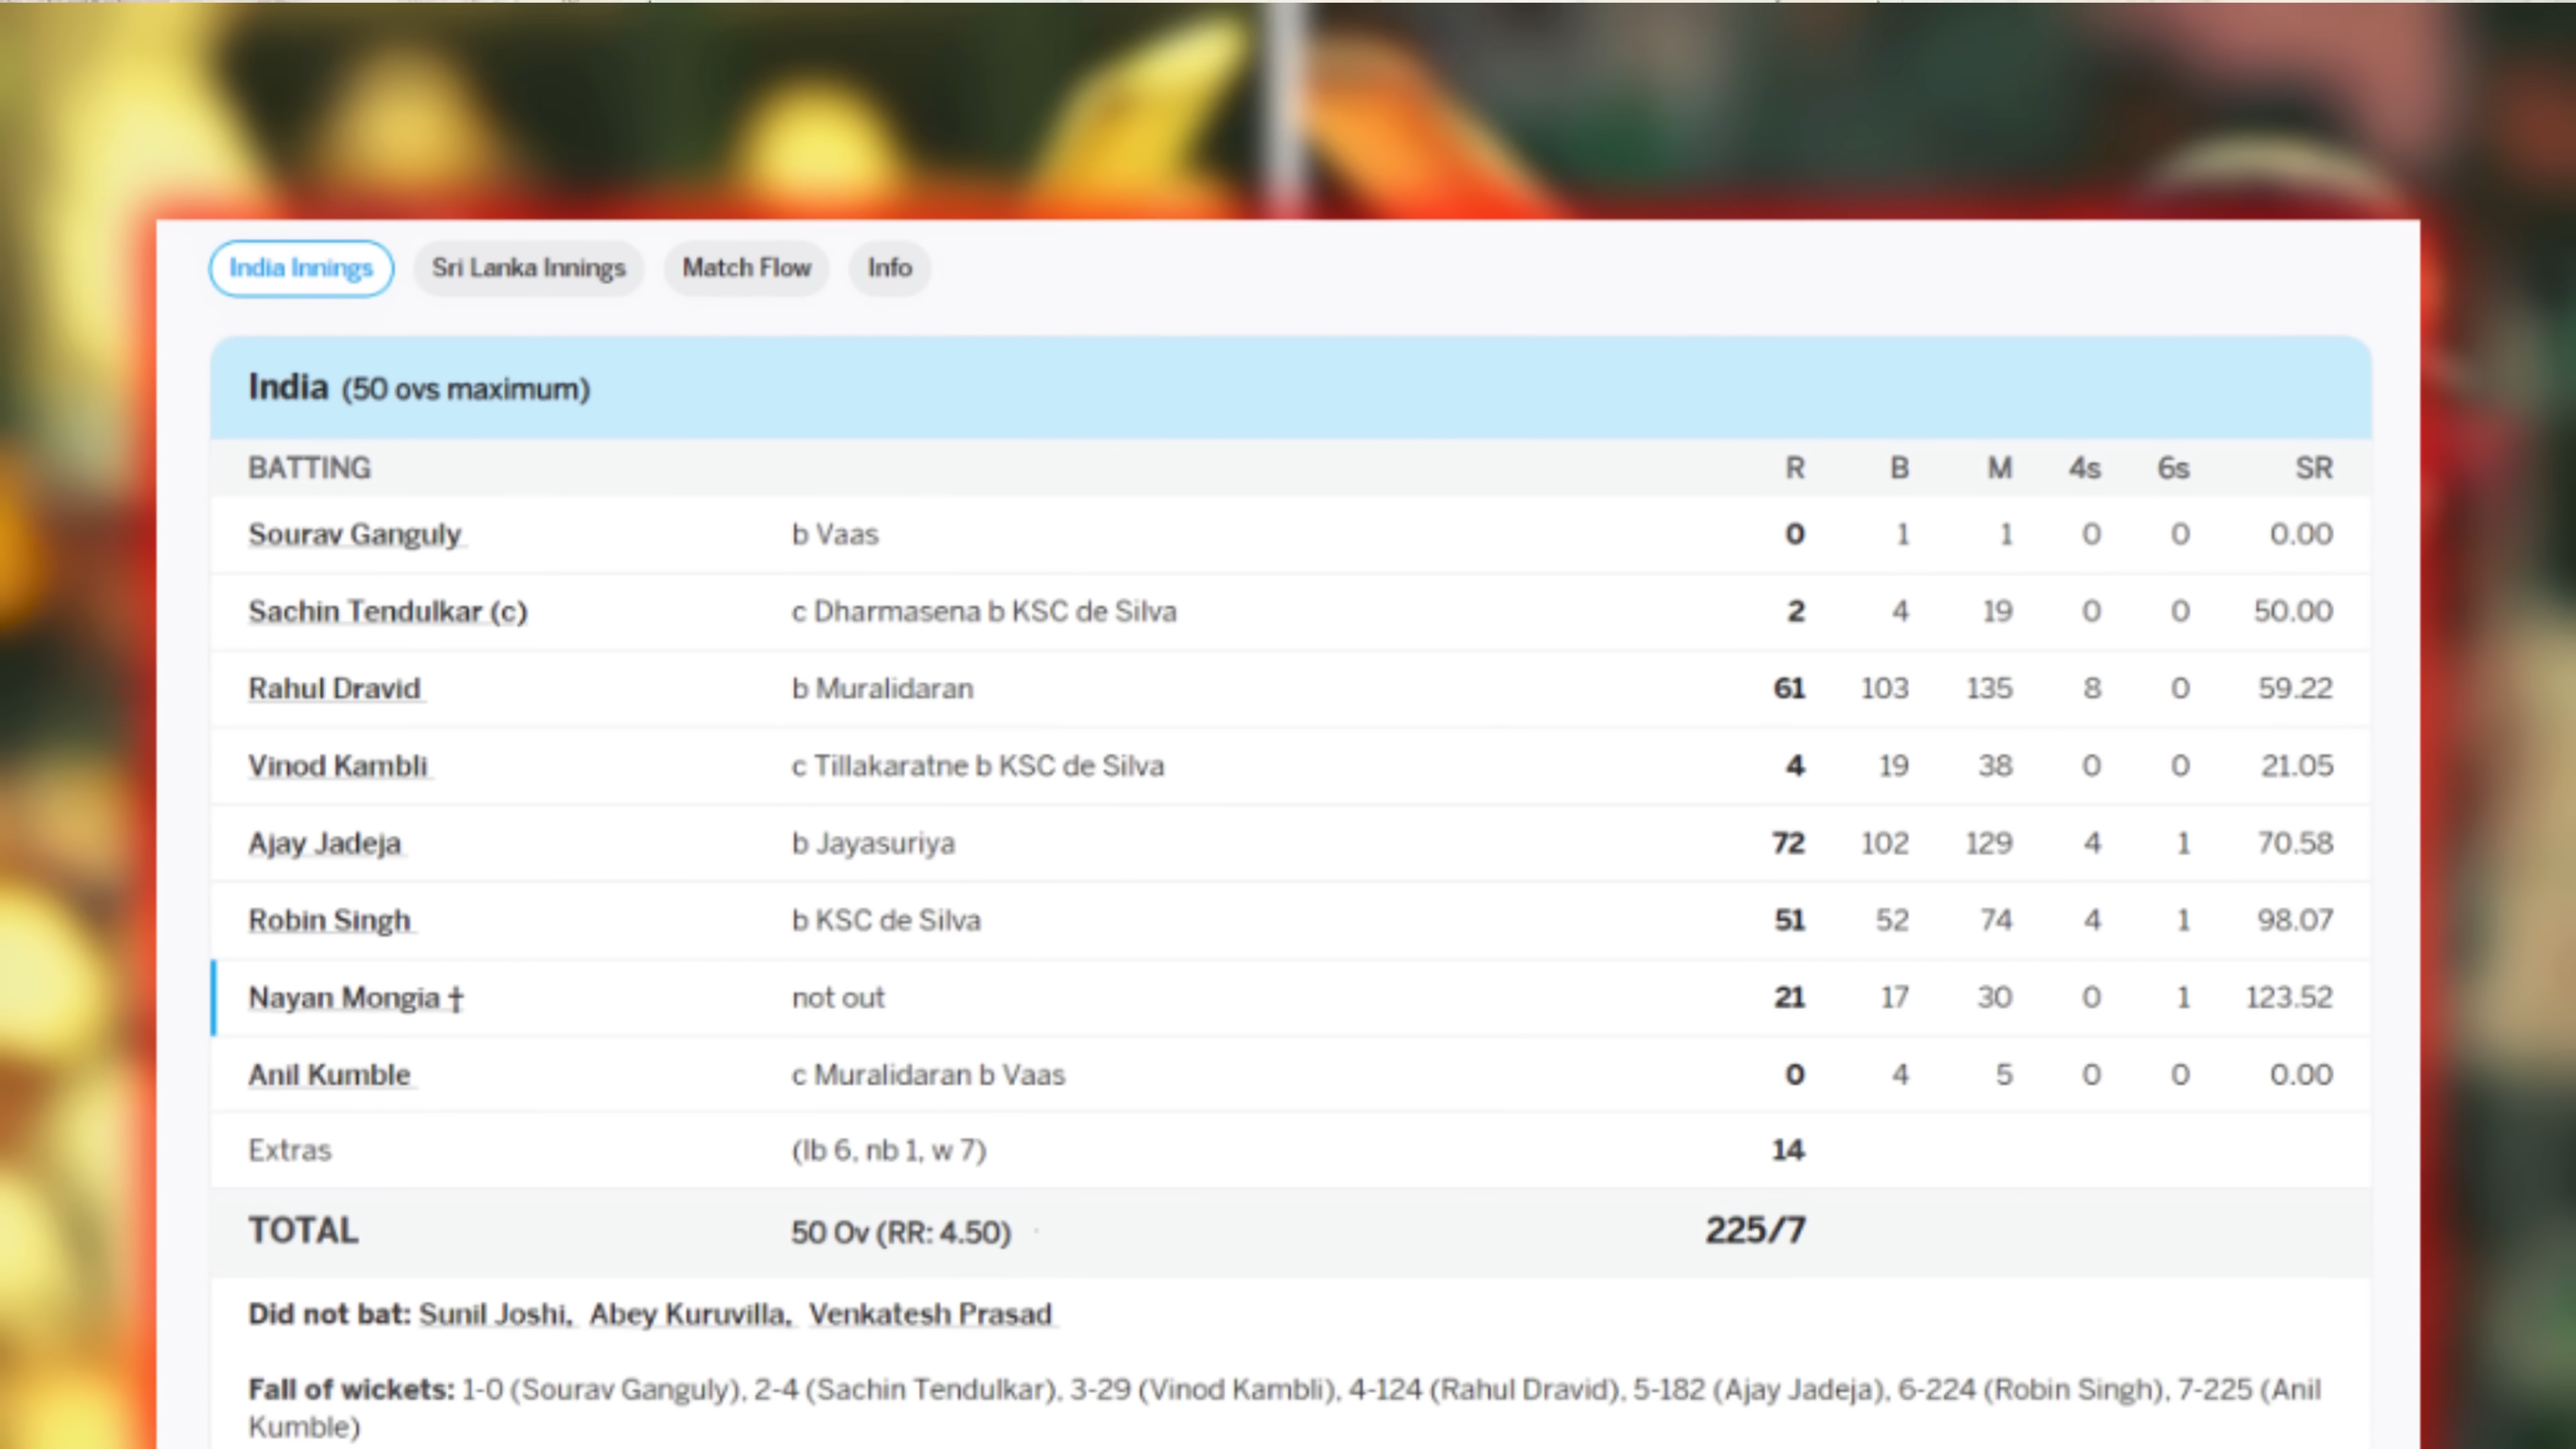 India Innings Sri Lanka Innings Match Flow Info
India (50 ovs maximum)
BATTING R B M 4s 6s SR
Sourav Ganguly b Vaas 0 1 1 0 0 0.00
Sachin Tendulkar (c) c Dharmasena b KSC de Silva 2 4 19 0 0 50.00
Rahul Dravid b Muralidaran 61 103 135 8 0 59.22
Vinod Kambli c Tillakaratne b KSC de Silva 4 19 38 0 0 21.05
Ajay Jadeja b Jayasuriya 72 102 129 4 1 70.58
Robin Singh b KSC de Silva 51 52 74 4 1 98.07
Nayan Mongia † not out 21 17 30 0 1 123.52
Anil Kumble c Muralidaran b Vaas 0 4 5 0 0 0.00
Extras (lb 6, nb 1, w 7) 14
TOTAL 50 Ov (RR: 4.50) 225/7
Did not bat: Sunil Joshi, Abey Kuruvilla, Venkatesh Prasad
Fall of wickets: 1-0 (Sourav Ganguly), 2-4 (Sachin Tendulkar), 3-29 (Vinod Kambli), 4-124 (Rahul Dravid), 5-182 (Ajay Jadeja), 6-224 (Robin Singh), 7-225 (Anil
Kumble)